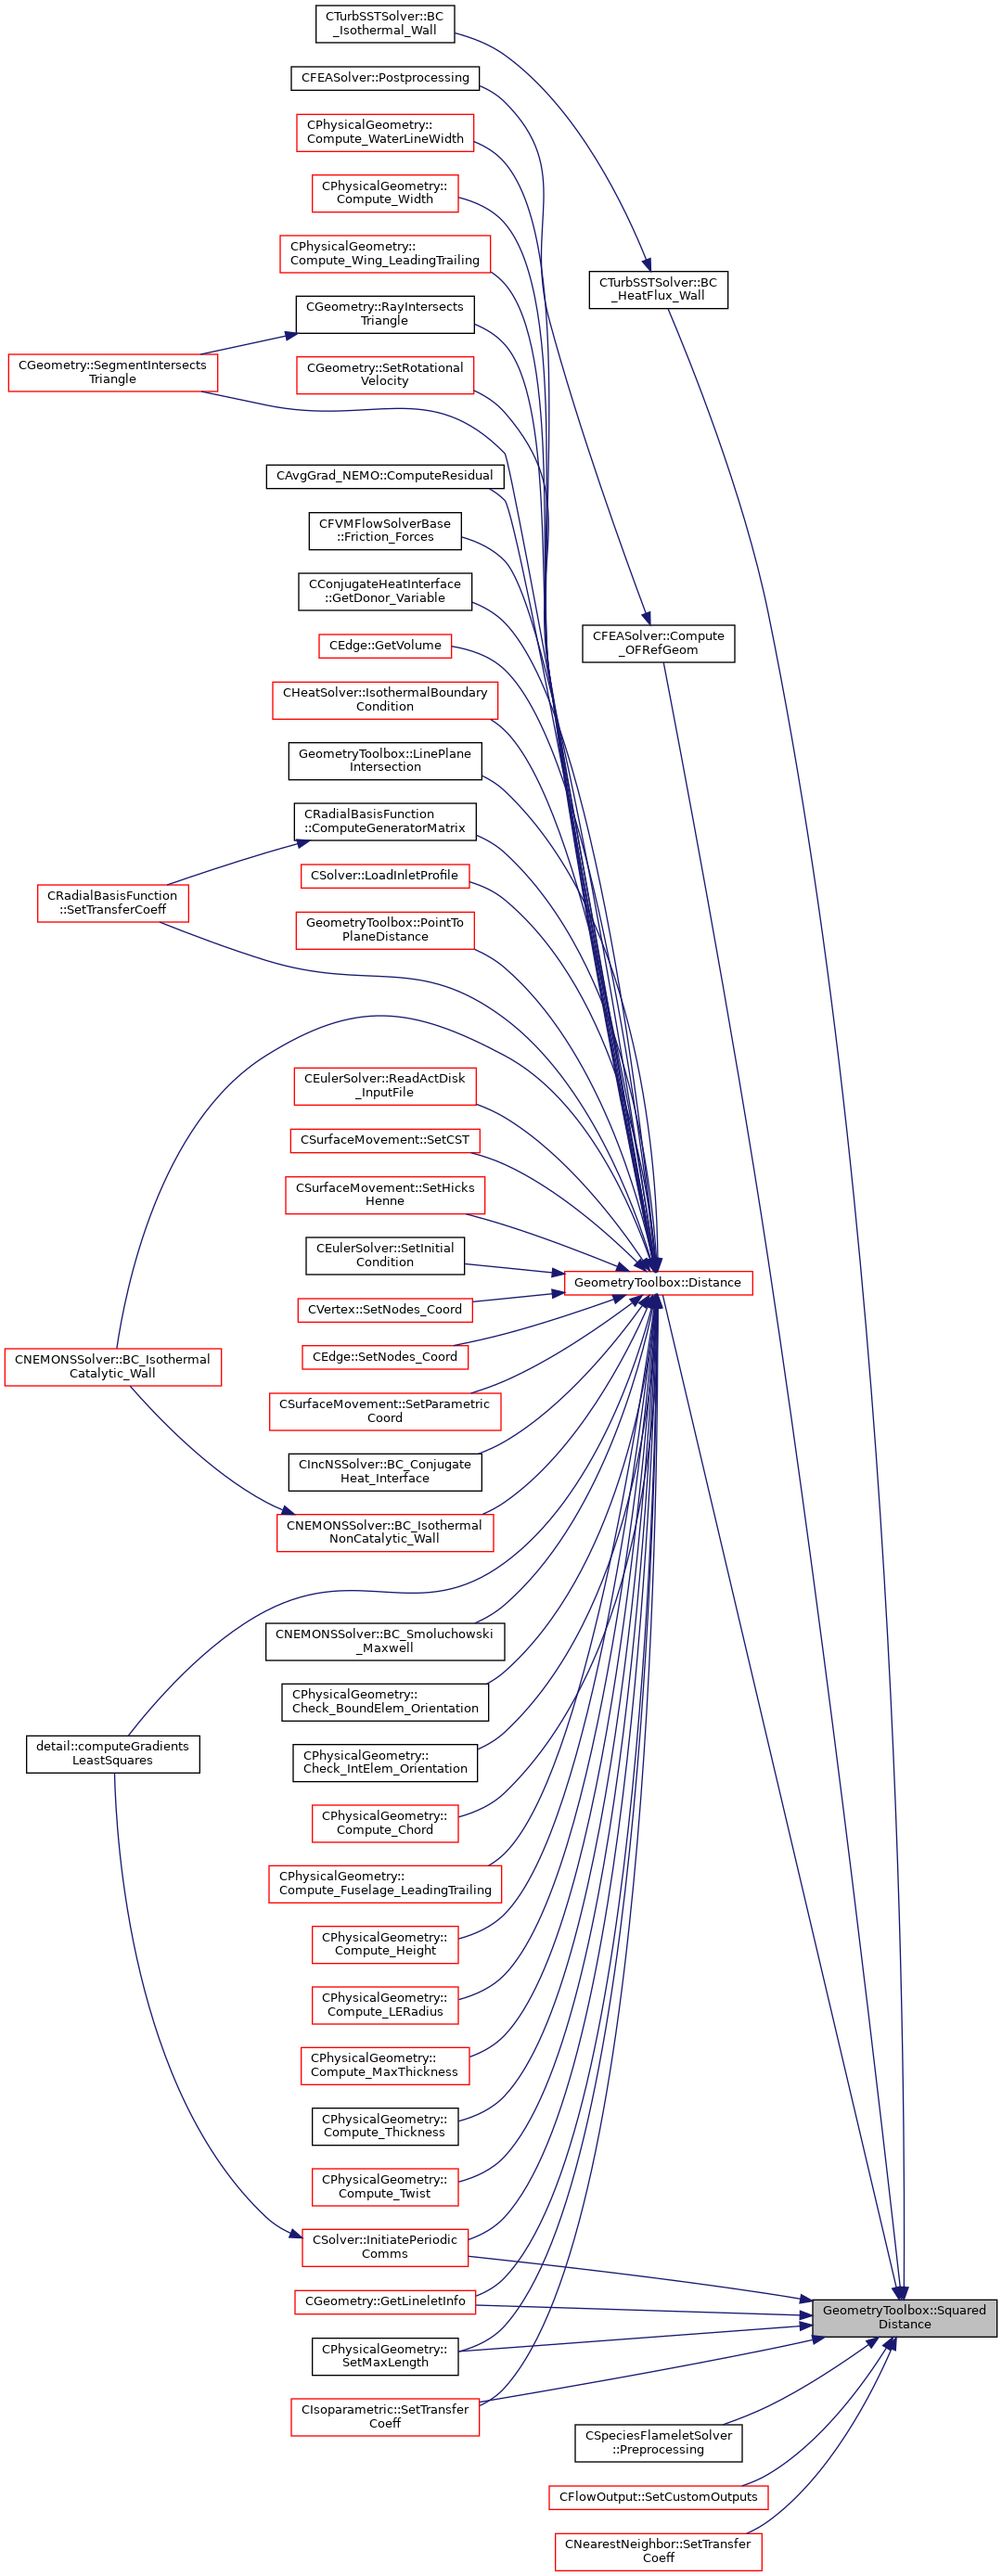 CTurbSSTSolver::BC
_Isothermal_Wall
CFEASolver::Postprocessing
CPhysicalGeometry::
Compute_WaterLineWidth
CPhysicalGeometry::
Compute_Width
CPhysicalGeometry::
Compute_Wing_LeadingTrailing
CTurbSSTSolver::BC
_HeatFlux_Wall
CGeometry::RayIntersects
Triangle
CGeometry::SegmentIntersects
Triangle
CGeometry::SetRotational
Velocity
CAvgGrad_NEMO::ComputeResidual
CFVMFlowSolverBase
::Friction_Forces
CConjugateHeatInterface
::GetDonor_Variable
CEdge::GetVolume
CFEASolver::Compute
_OFRefGeom
CHeatSolver::IsothermalBoundary
Condition
GeometryToolbox::LinePlane
Intersection
CRadialBasisFunction
::ComputeGeneratorMatrix
CSolver::LoadInletProfile
CRadialBasisFunction
::SetTransferCoeff
GeometryToolbox::PointTo
PlaneDistance
CEulerSolver::ReadActDisk
_InputFile
CSurfaceMovement::SetCST
CSurfaceMovement::SetHicks
Henne
CEulerSolver::SetInitial
Condition
GeometryToolbox::Distance
CVertex::SetNodes_Coord
CEdge::SetNodes_Coord
CNEMONSSolver::BC_Isothermal
Catalytic_Wall
CSurfaceMovement::SetParametric
Coord
CIncNSSolver::BC_Conjugate
Heat_Interface
CNEMONSSolver::BC_Isothermal
NonCatalytic_Wall
CNEMONSSolver::BC_Smoluchowski
_Maxwell
CPhysicalGeometry::
Check_BoundElem_Orientation
detail::computeGradients
LeastSquares
CPhysicalGeometry::
Check_IntElem_Orientation
CPhysicalGeometry::
Compute_Chord
CPhysicalGeometry::
Compute_Fuselage_LeadingTrailing
CPhysicalGeometry::
Compute_Height
CPhysicalGeometry::
Compute_LERadius
CPhysicalGeometry::
Compute_MaxThickness
CPhysicalGeometry::
Compute_Thickness
CPhysicalGeometry::
Compute_Twist
CSolver::InitiatePeriodic
Comms
CGeometry::GetLineletInfo
GeometryToolbox::Squared
Distance
CPhysicalGeometry::
SetMaxLength
CIsoparametric::SetTransfer
Coeff
CSpeciesFlameletSolver
::Preprocessing
CFlowOutput::SetCustomOutputs
CNearestNeighbor::SetTransfer
Coeff